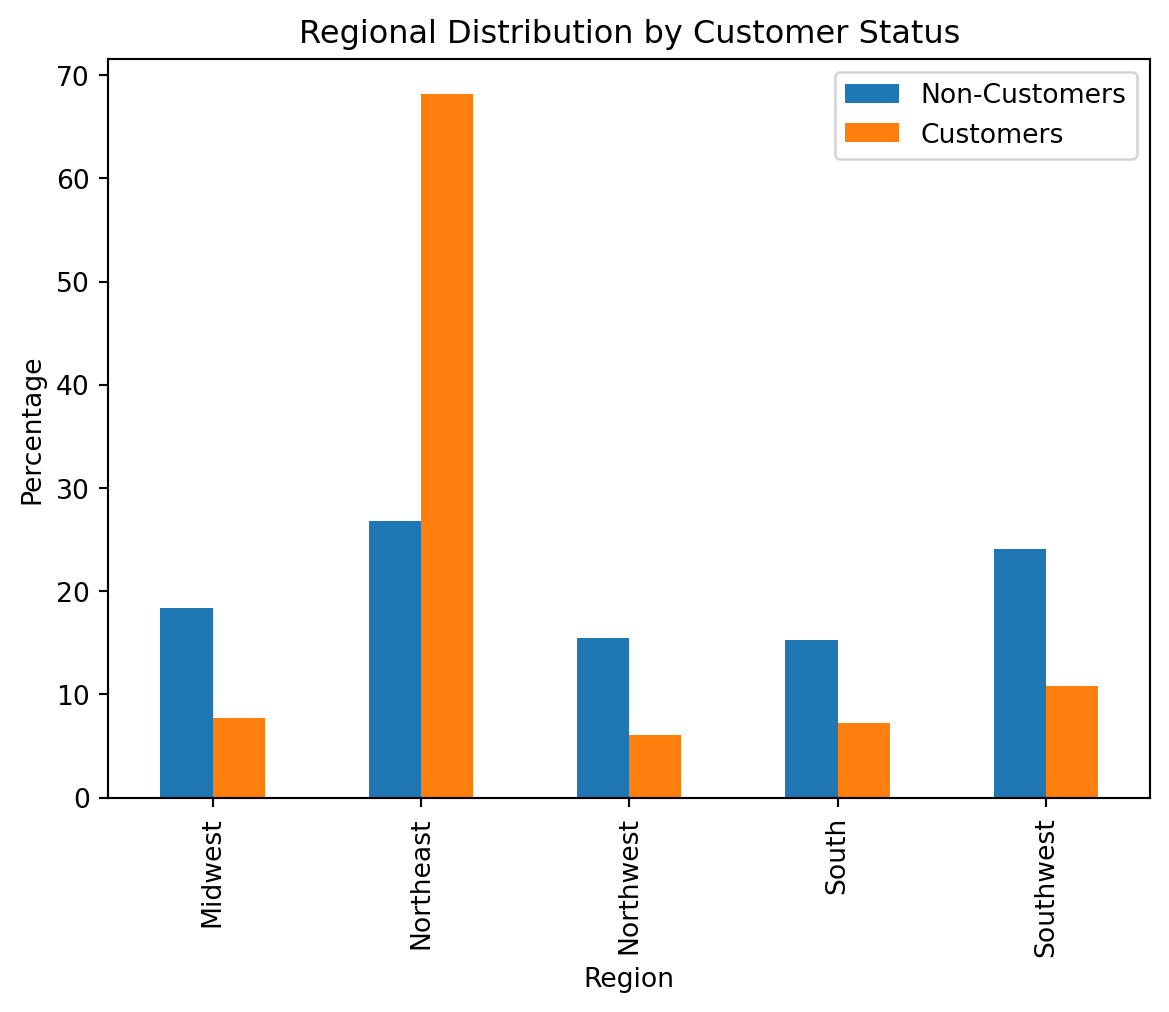 Regional Distribution by Customer Status
Non-Customers
Customers
Percentage
70
60
50
40
30
20
10
0
Midwest
Northeast
Northwest
South
Southwest
Region